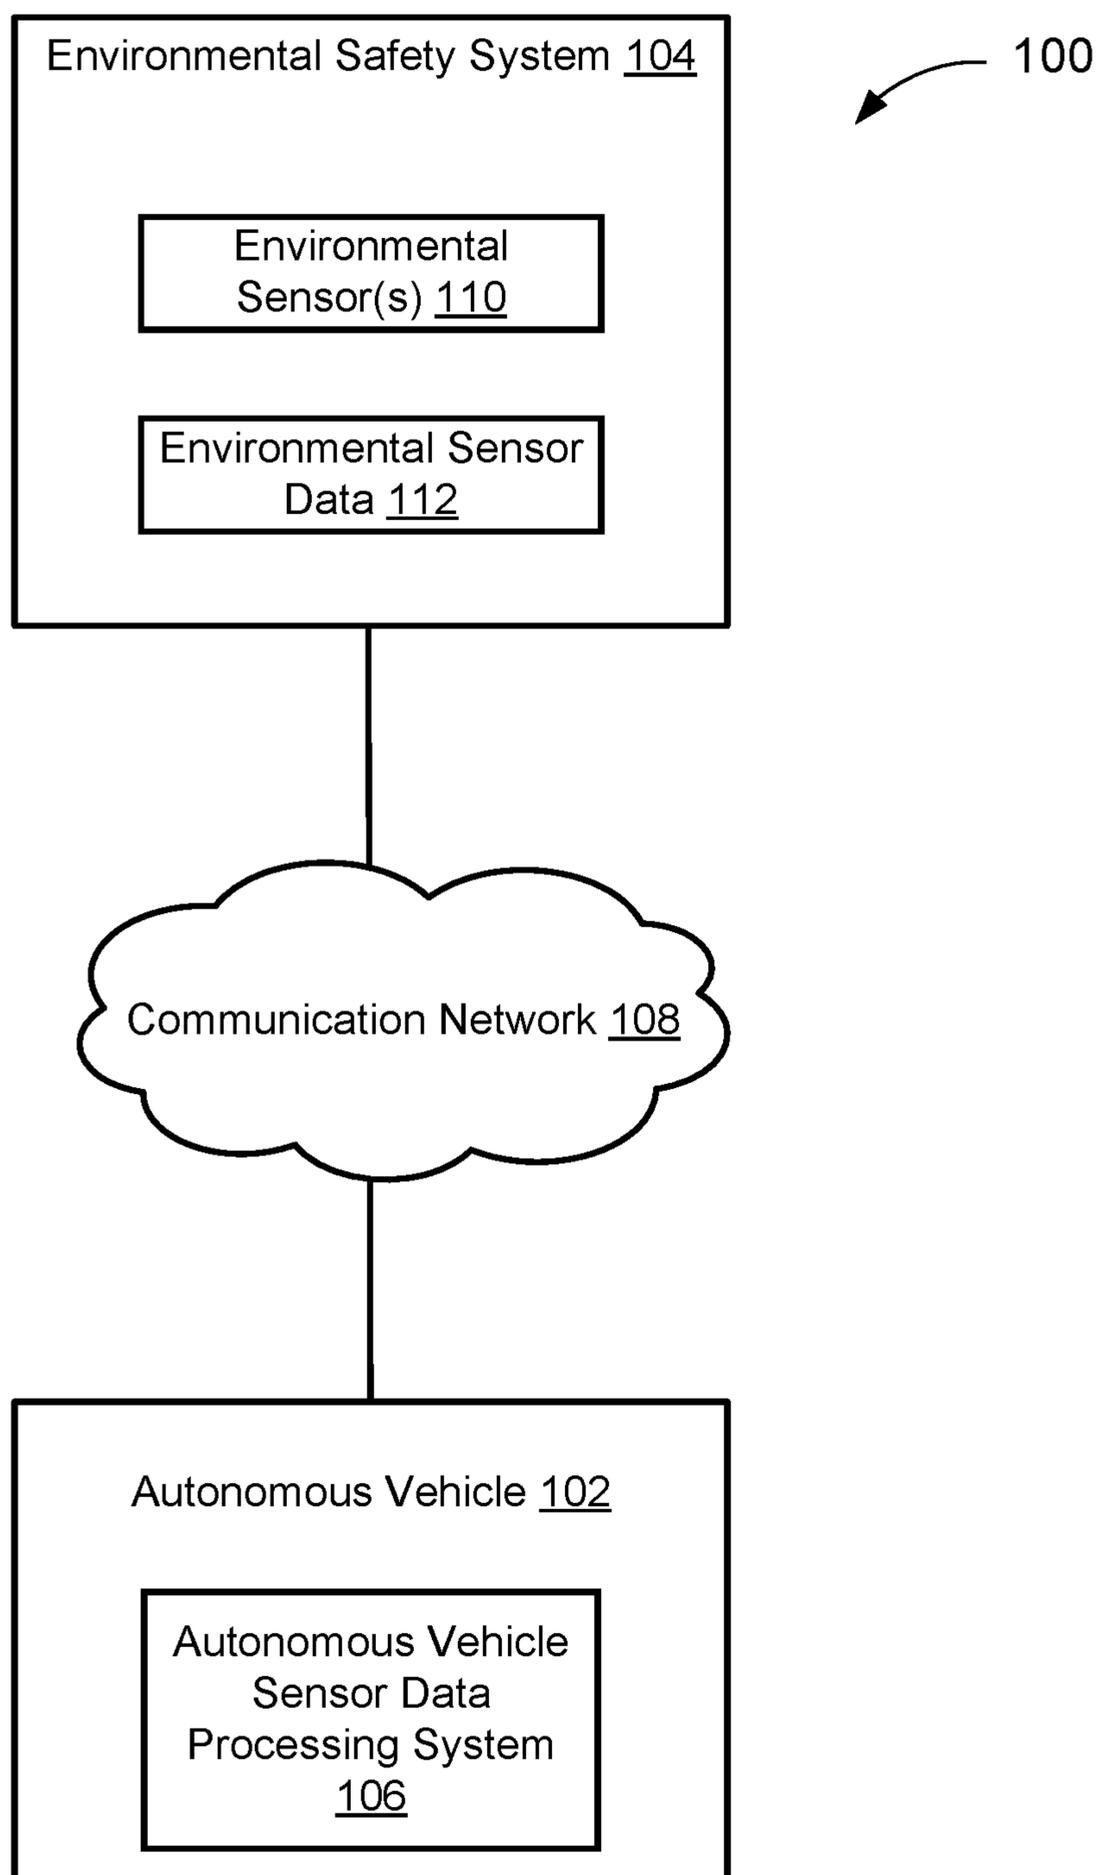 Environmental Safety System 104
100
Environmental
Sensor(s) 110
Environmental Sensor
Data 112
Communication Network 108
Autonomous Vehicle 102
Autonomous Vehicle
Sensor Data
Processing System
106